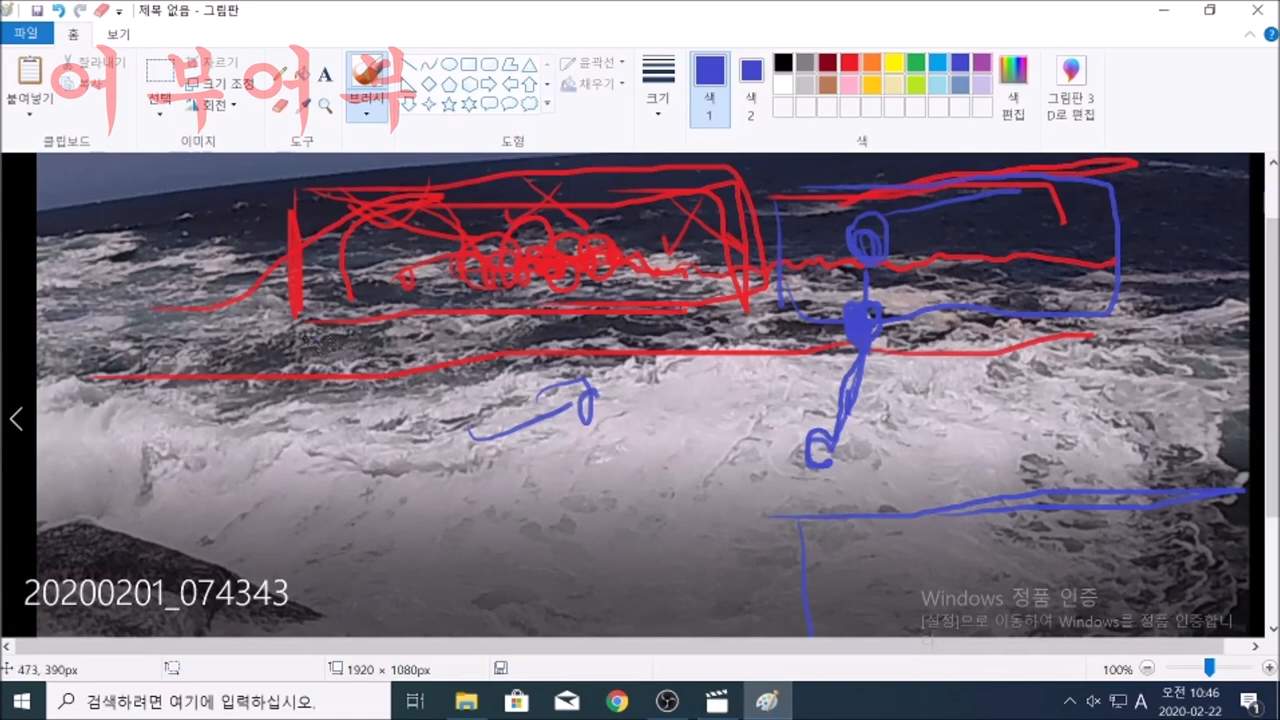 제목 없음 - 그림판
파일 홈 보기
어부여복
붙여넣기
잘라내기
복사
클립보드
선택
자르기
크기 조정
회전
이미지
A
도구
브러시
윤곽선
채우기
도형
크기
색
1
색
2
색
편집
색
그림판 3
D로 편집
20200201_074343
Windows 정품 인증
[설정]으로 이동하여 Windows를 정품 인증합니
다.
473, 390px
1920 × 1080px
100%
검색하려면 여기에 입력하십시오.
A
오전 10:46
2020-02-22
1